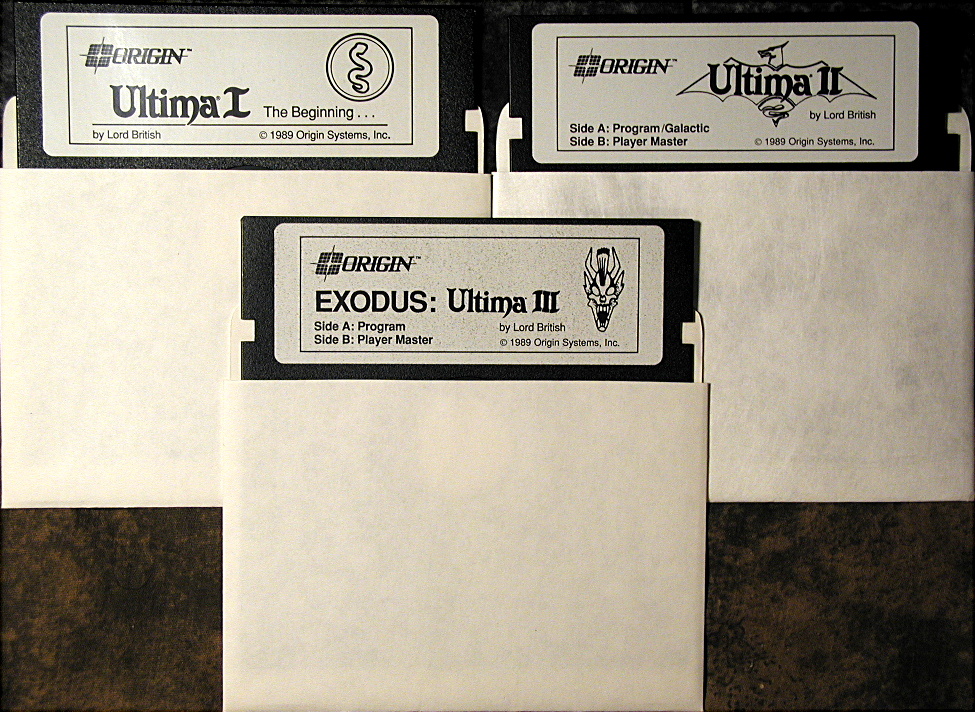 ORIGIN™
Ultima® I The Beginning . . .
by Lord British © 1989 Origin Systems, Inc.
ORIGIN™
Ultima® II
by Lord British
Side A: Program/Galactic
Side B: Player Master © 1989 Origin Systems, Inc.
ORIGIN™
EXODUS: Ultima® III
Side A: Program by Lord British
Side B: Player Master © 1989 Origin Systems, Inc.